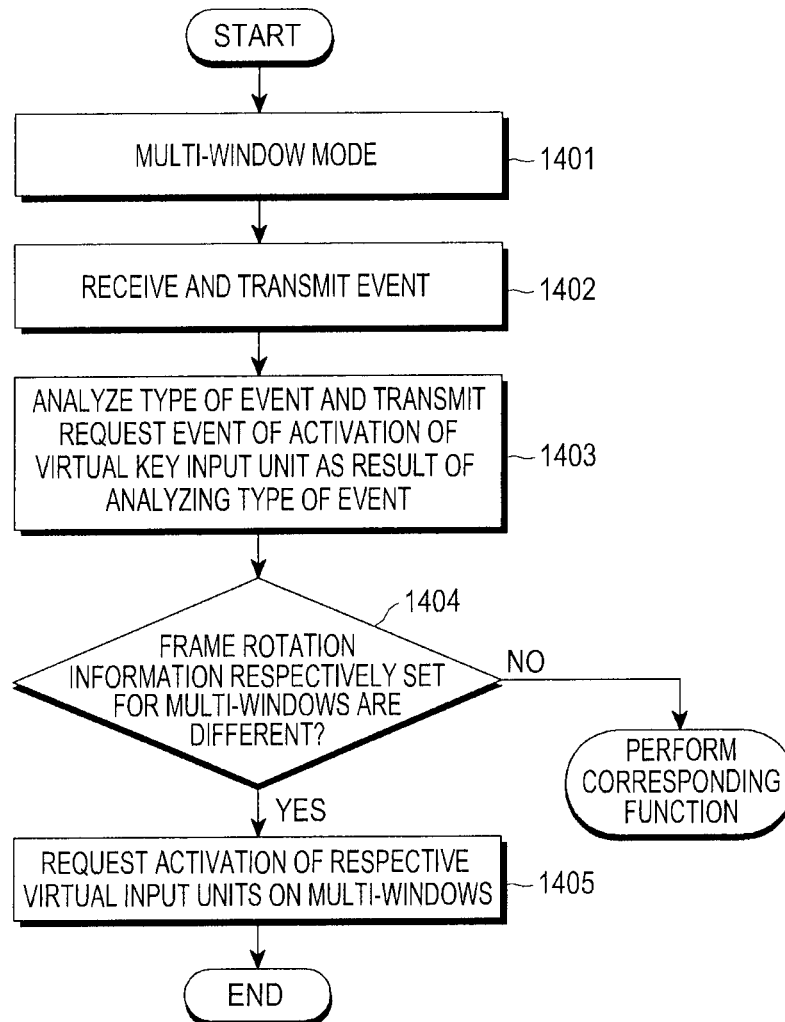 START
MULTI-WINDOW MODE
1401
RECEIVE AND TRANSMIT EVENT
1402
ANALYZE TYPE OF EVENT AND TRANSMIT
REQUEST EVENT OF ACTIVATION OF
VIRTUAL KEY INPUT UNIT AS RESULT OF
ANALYZING TYPE OF EVENT
1403
1404
FRAME ROTATION
INFORMATION RESPECTIVELY SET
FOR MULTI-WINDOWS ARE
DIFFERENT?
NO
PERFORM
CORRESPONDING
FUNCTION
YES
REQUEST ACTIVATION OF RESPECTIVE
VIRTUAL INPUT UNITS ON MULTI-WINDOWS
1405
END